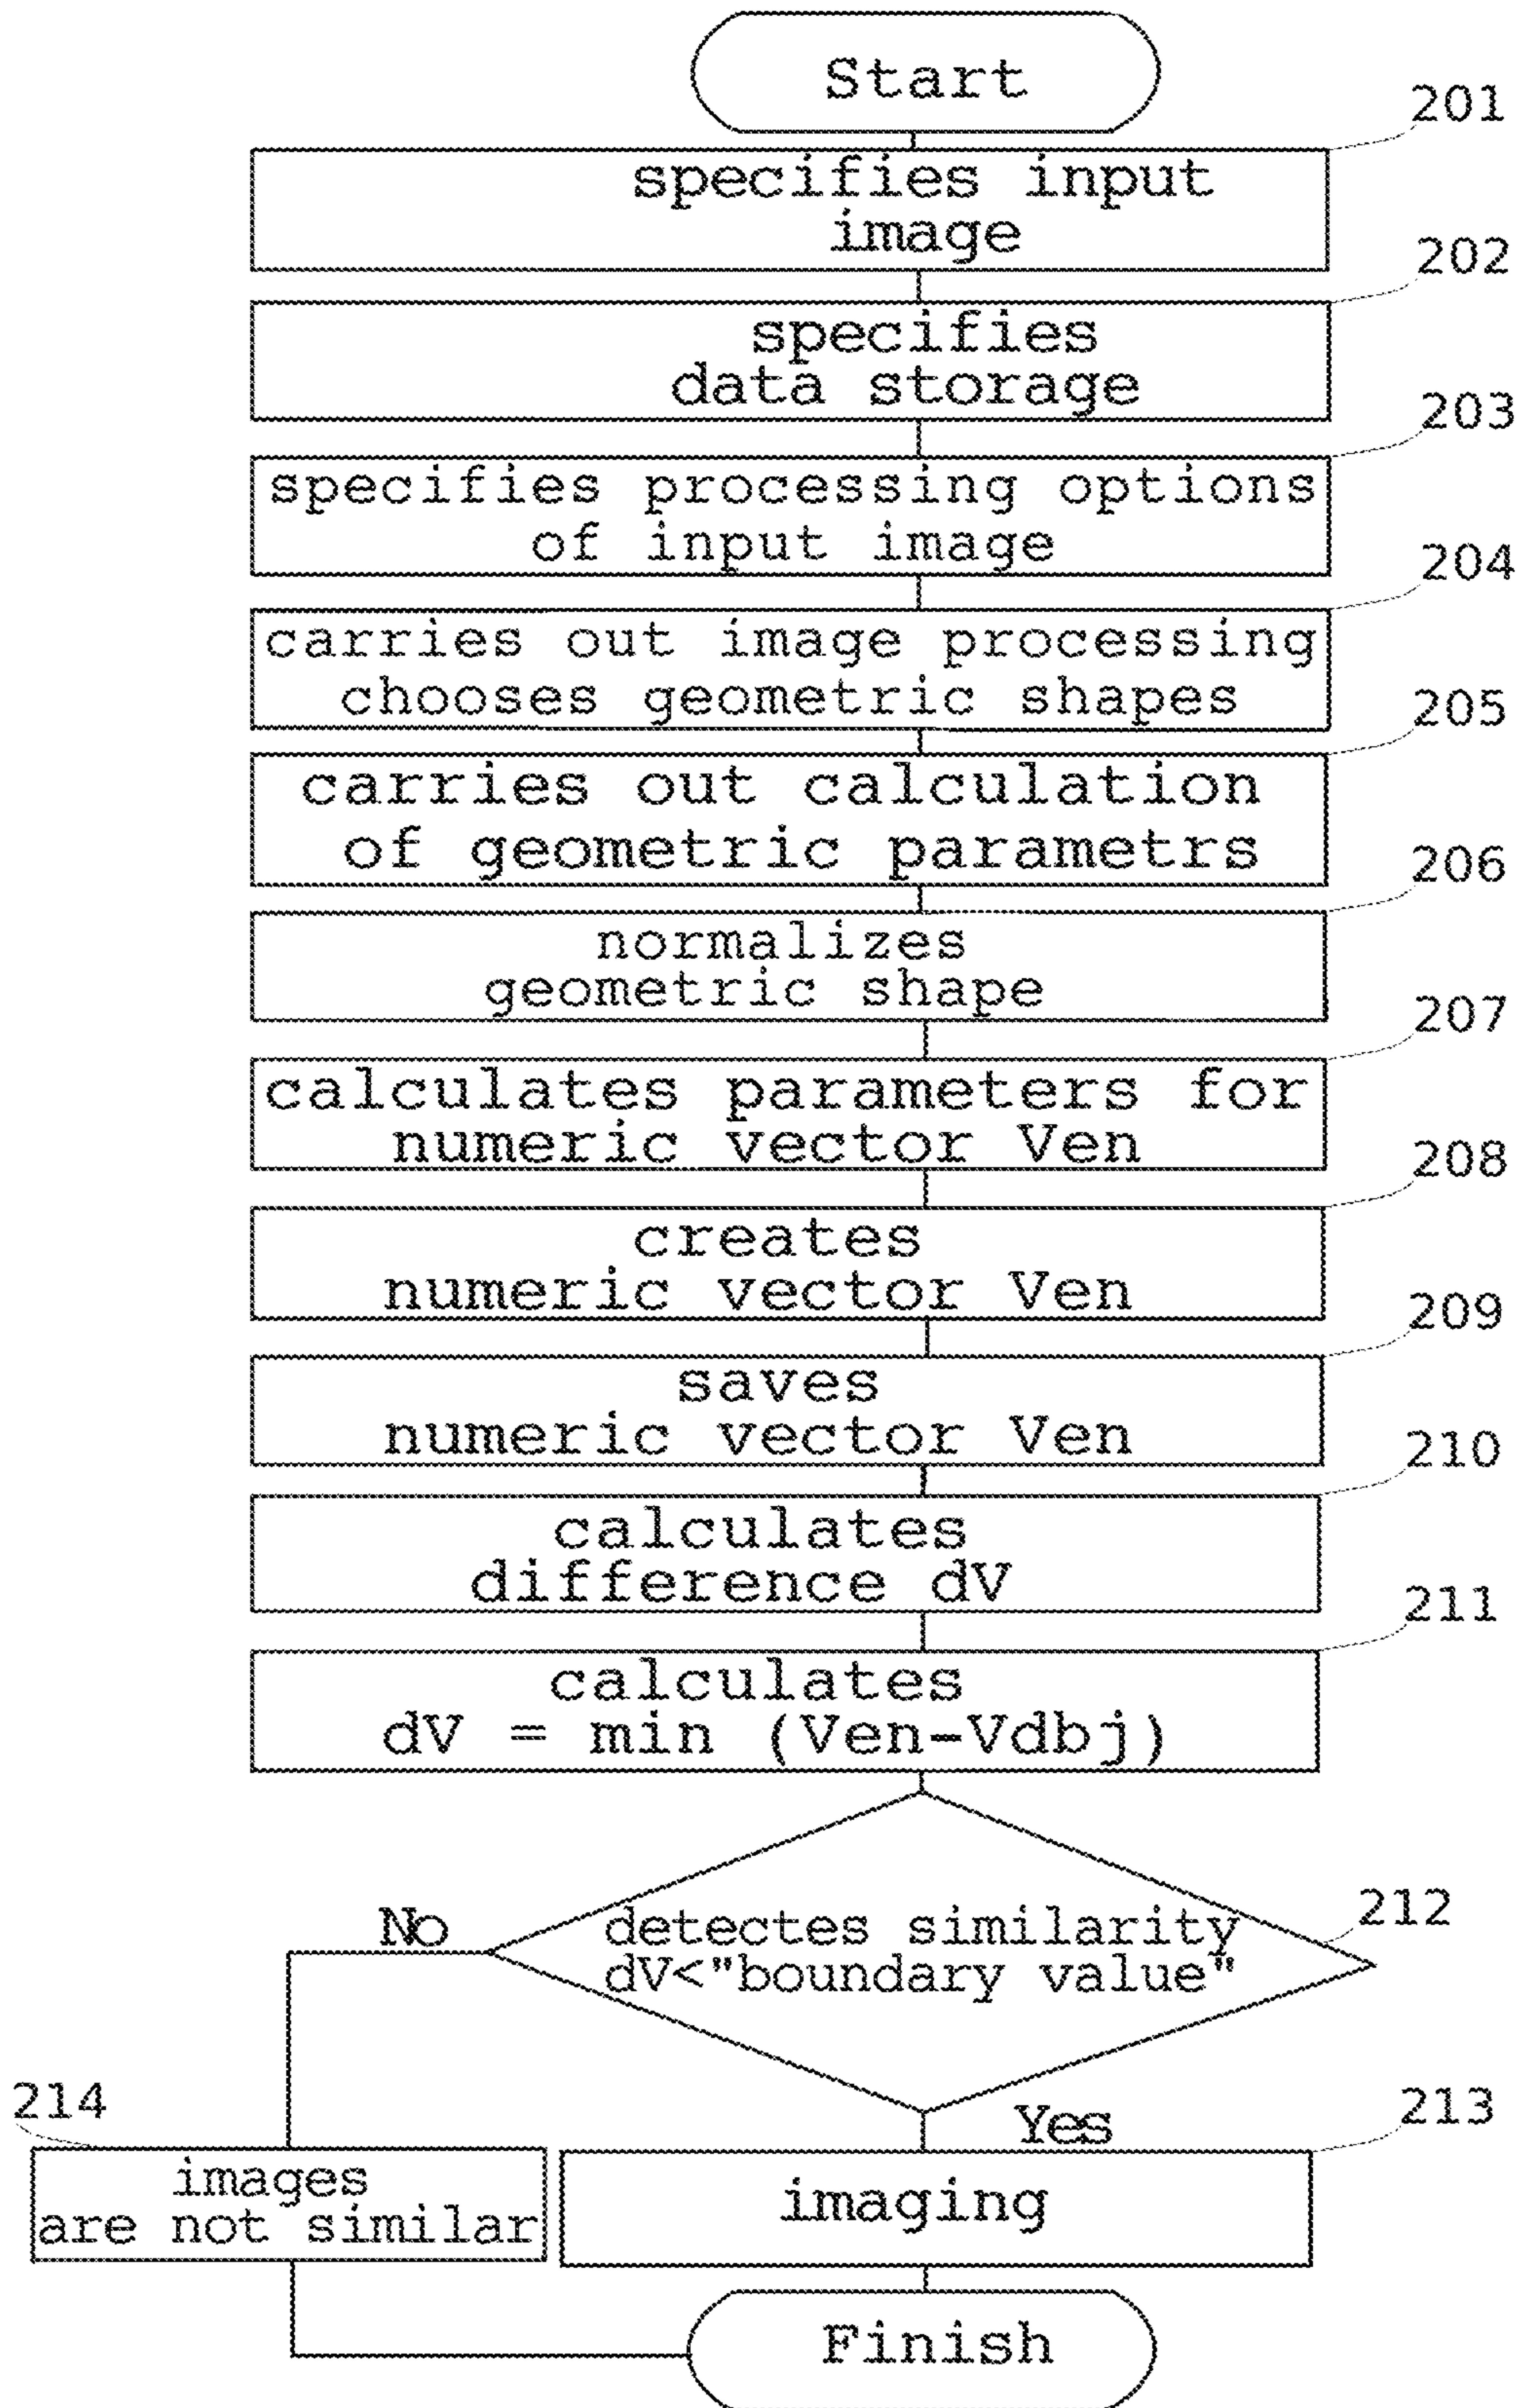 Start
201
specifies input
image
202
specifies
data storage
203
specifies processing options
of input image
204
carries out image processing
chooses geometric shapes
205
carries out calculation
of geometric parametrs
206
normalizes
geometric shape
207
calculates parameters for
numeric vector Ven
208
creates
numeric vector Ven
209
saves
numeric vector Ven
210
calculates
difference dV
211
calculates
dV = min (Ven-Vdbj)
212
detectes similarity
dV<"boundary value"
No
Yes
214
images
are not similar
213
imaging
Finish